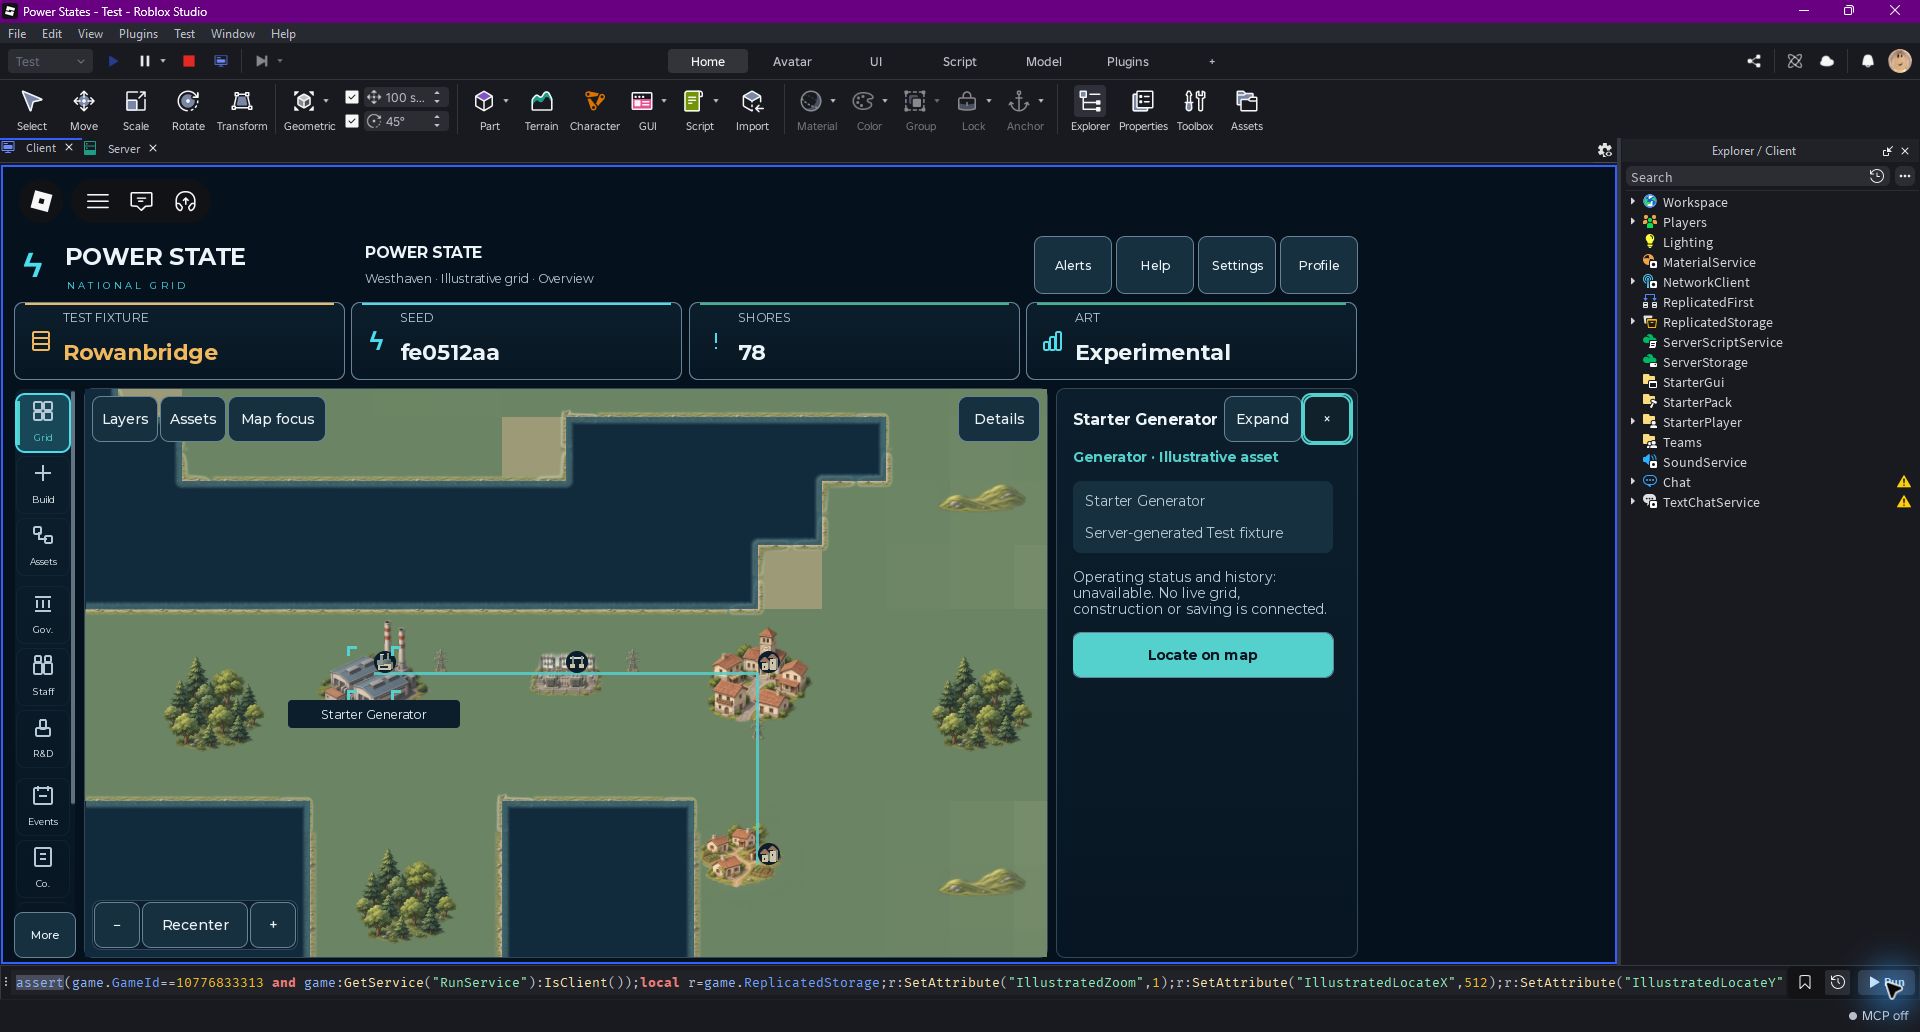 Power States - Test - Roblox Studio
File Edit View Plugins Test Window Help
Test
Home Avatar UI Script Model Plugins +
100 s...
45°
Select Move Scale Rotate Transform Geometric Part Terrain Character GUI Script Import Material Color Group Lock Anchor Explorer Properties Toolbox Assets
Client Server
Explorer / Client
Search
Workspace
Players
Lighting
MaterialService
NetworkClient
ReplicatedFirst
ReplicatedStorage
ServerScriptService
ServerStorage
StarterGui
StarterPack
StarterPlayer
Teams
SoundService
Chat
TextChatService
POWER STATE
NATIONAL GRID
POWER STATE
Westhaven · Illustrative grid · Overview
Alerts Help Settings Profile
TEST FIXTURE
Rowanbridge
SEED
fe0512aa
SHORES
78
ART
Experimental
Grid
Build
Assets
Gov.
Staff
R&D
Events
Co.
More
Layers Assets Map focus
Details
Starter Generator
− Recenter +
Starter Generator Expand ×
Generator · Illustrative asset
Starter Generator
Server-generated Test fixture
Operating status and history:
unavailable. No live grid,
construction or saving is connected.
Locate on map
assert(game.GameId==10776833313 and game:GetService("RunService"):IsClient());local r=game.ReplicatedStorage;r:SetAttribute("IllustratedZoom",1);r:SetAttribute("IllustratedLocateX",512);r:SetAttribute("IllustratedLocateY"
Run
MCP off